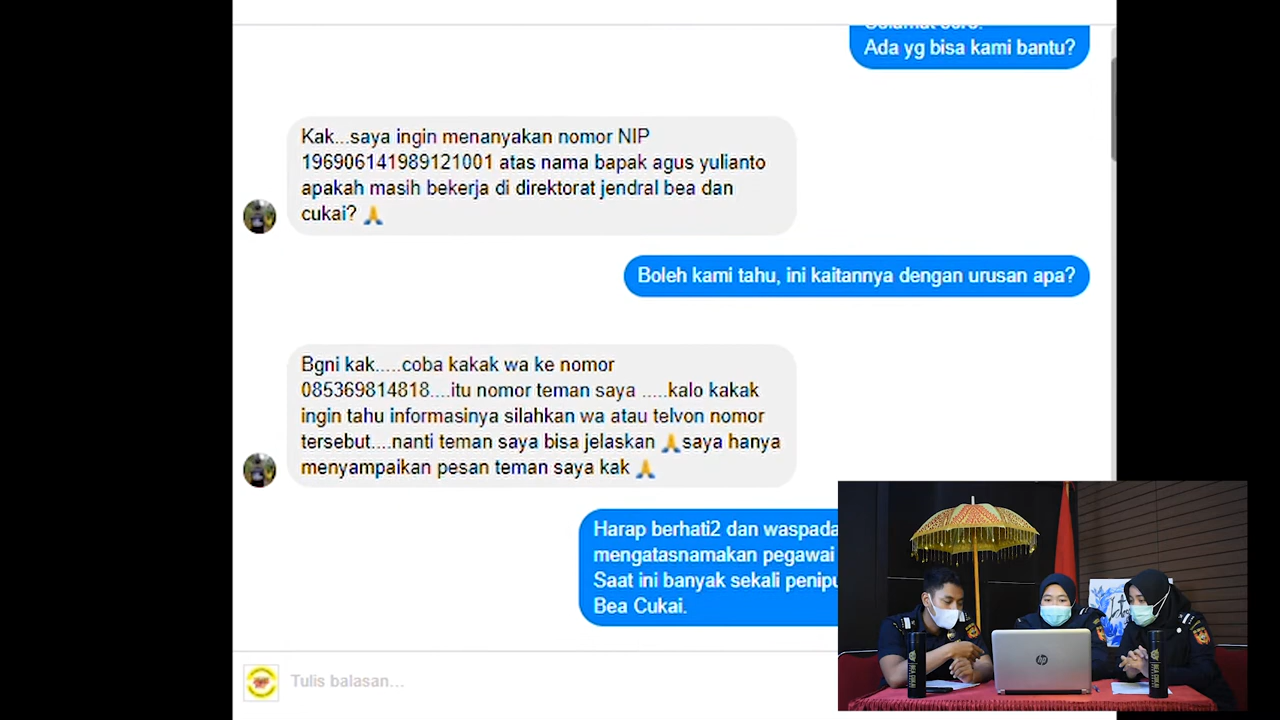 Ada yg bisa kami bantu?
Kak...saya ingin menanyakan nomor NIP
196906141989121001 atas nama bapak agus yulianto
apakah masih bekerja di direktorat jendral bea dan
cukai? 🙏
Boleh kami tahu, ini kaitannya dengan urusan apa?
Bgni kak.....coba kakak wa ke nomor
085369814818....itu nomor teman saya .....kalo kakak
ingin tahu informasinya silahkan wa atau telvon nomor
tersebut....nanti teman saya bisa jelaskan 🙏saya hanya
menyampaikan pesan teman saya kak 🙏
Harap berhati2 dan waspada
mengatasnamakan pegawai
Saat ini banyak sekali penipu
Bea Cukai.
Tulis balasan...
hp